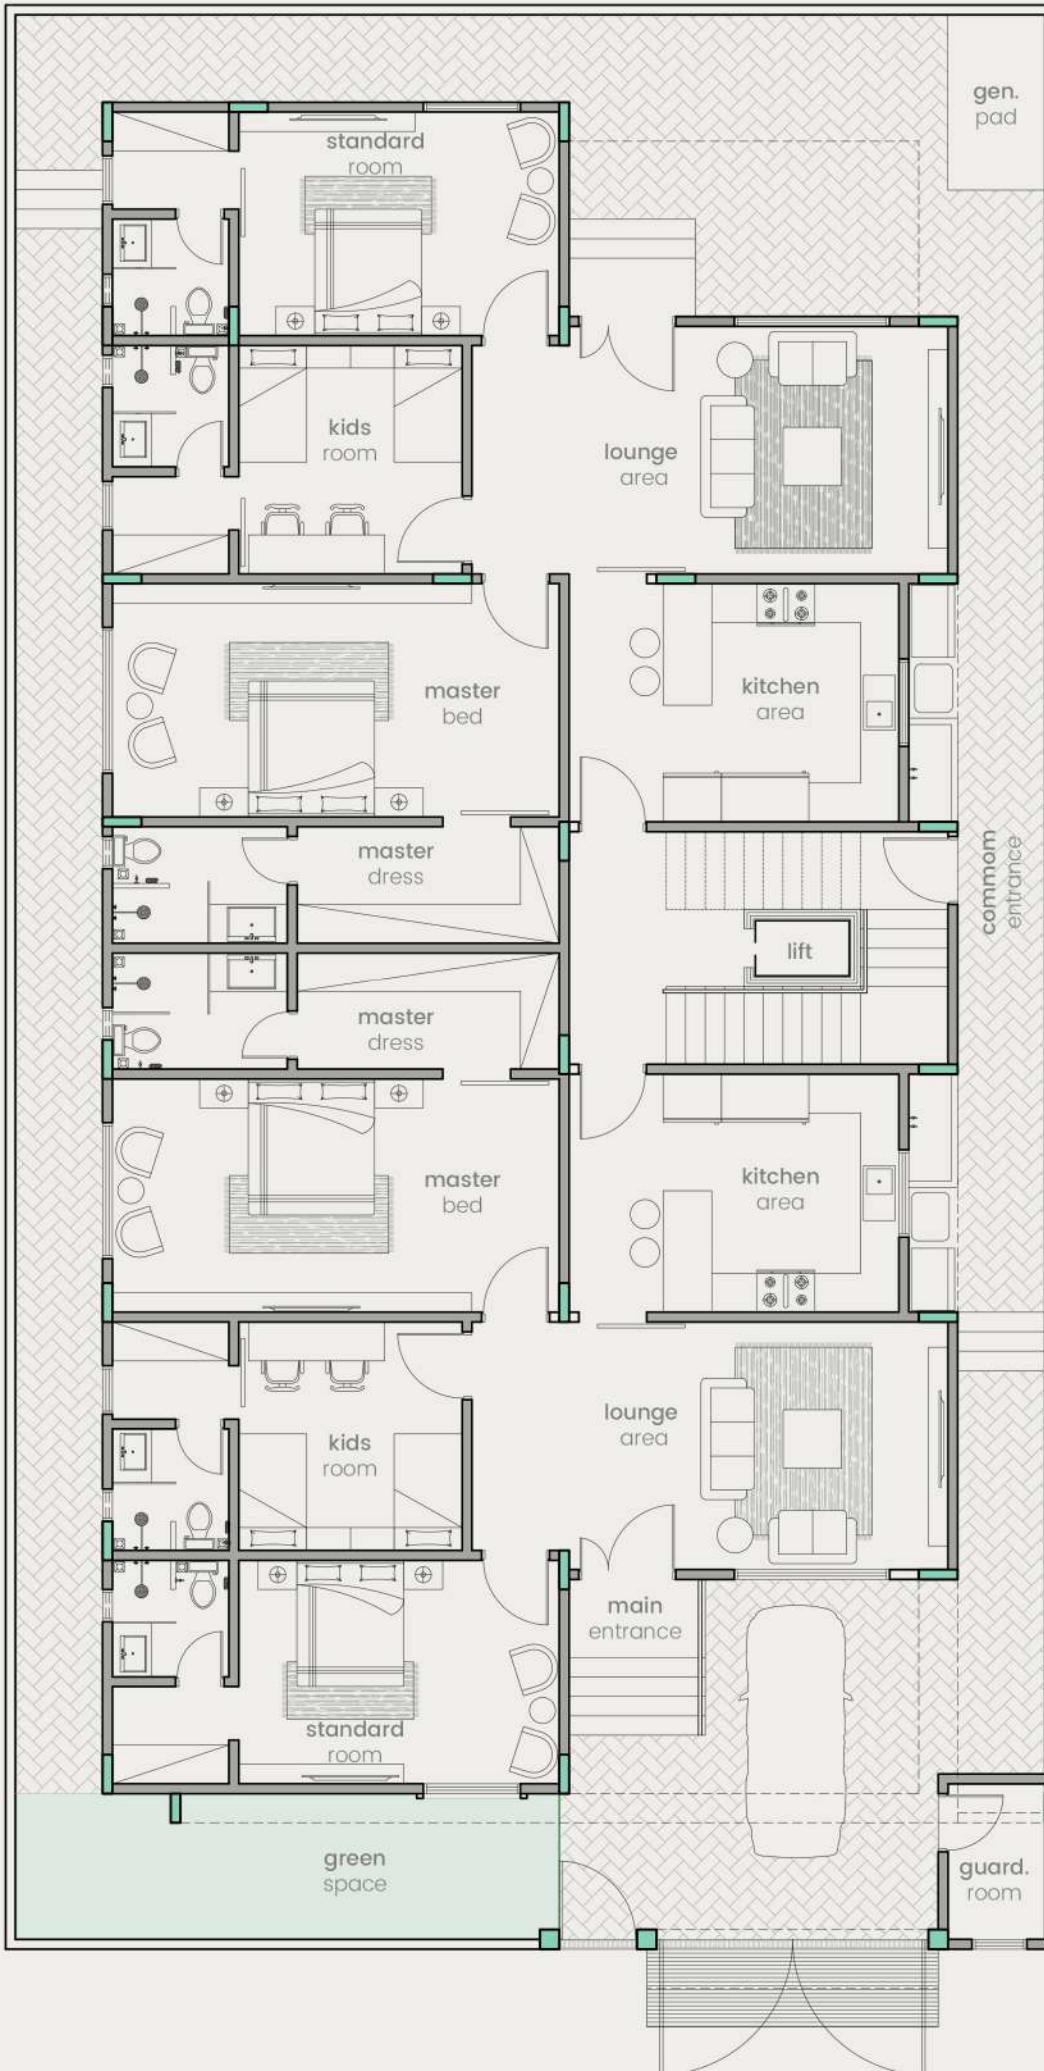 gen.
pad
standard
room
kids
room
lounge
area
master
bed
kitchen
area
master
dress
commom
entrance
lift
master
dress
master
bed
kitchen
area
kids
room
lounge
area
main
entrance
standard
room
green
space
guard.
room